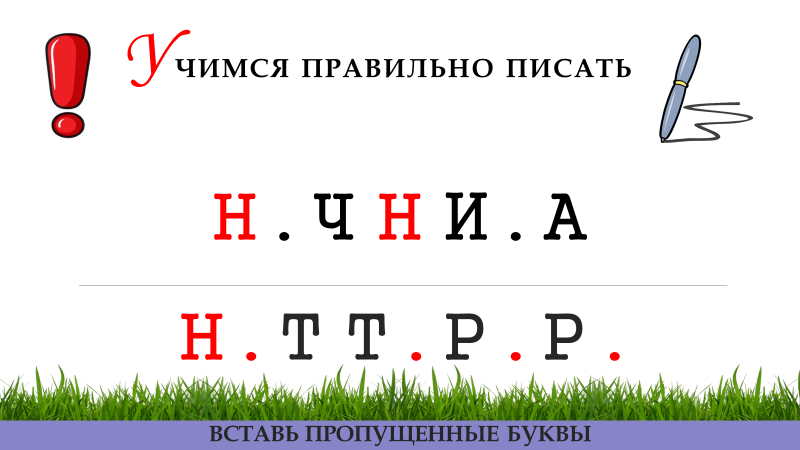 УЧИМСЯ ПРАВИЛЬНО ПИСАТЬ
Н.ЧНИ.А
Н.ТТ.Р.Р.
ВСТАВЬ ПРОПУЩЕННЫЕ БУКВЫ